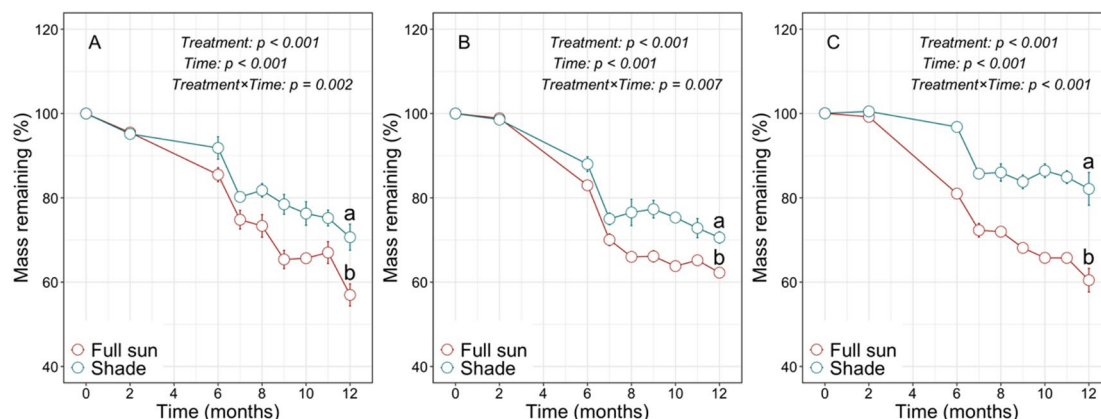 A
Treatment: p < 0.001
Time: p < 0.001
Treatment×Time: p = 0.002
120
100
80
60
40
Mass remaining (%)
a
b
Full sun
Shade
0 2 4 6 8 10 12
Time (months)
B
Treatment: p < 0.001
Time: p < 0.001
Treatment×Time: p = 0.007
120
100
80
60
40
Mass remaining (%)
a
b
Full sun
Shade
0 2 4 6 8 10 12
Time (months)
C
Treatment: p < 0.001
Time: p < 0.001
Treatment×Time: p < 0.001
120
100
80
60
40
Mass remaining (%)
a
b
Full sun
Shade
0 2 4 6 8 10 12
Time (months)